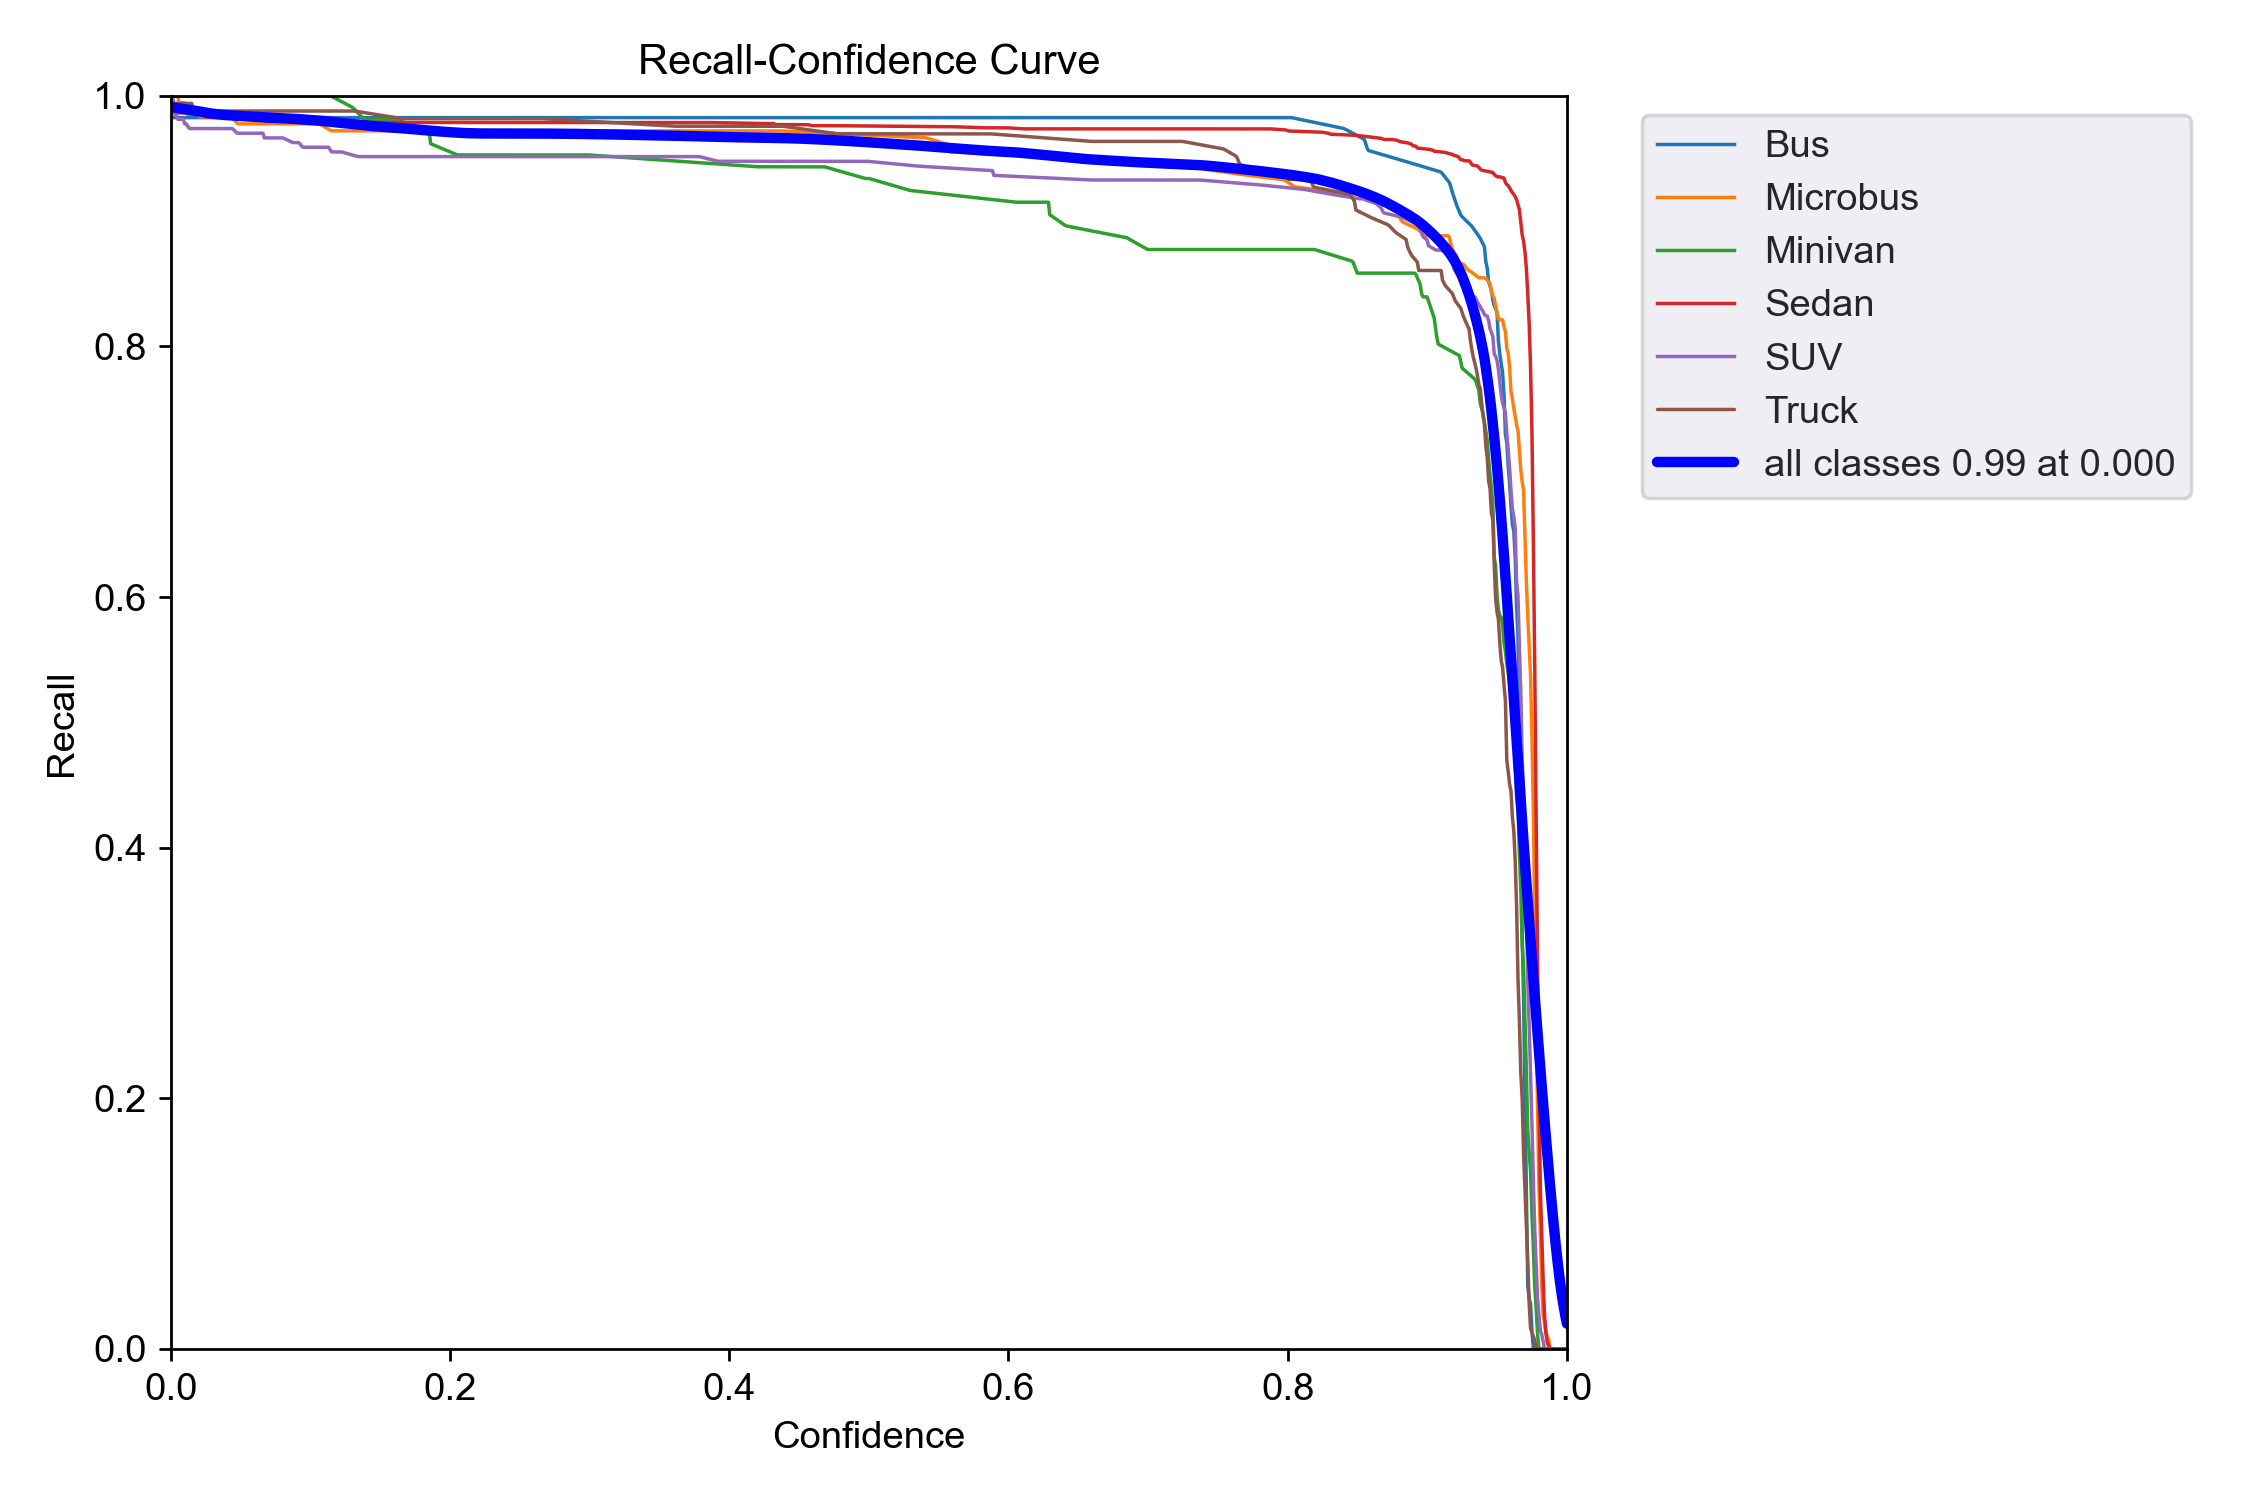 Recall-Confidence Curve
1.0
0.8
0.6
0.4
0.2
0.0
Recall
0.0 0.2 0.4 0.6 0.8 1.0
Confidence
Bus
Microbus
Minivan
Sedan
SUV
Truck
all classes 0.99 at 0.000